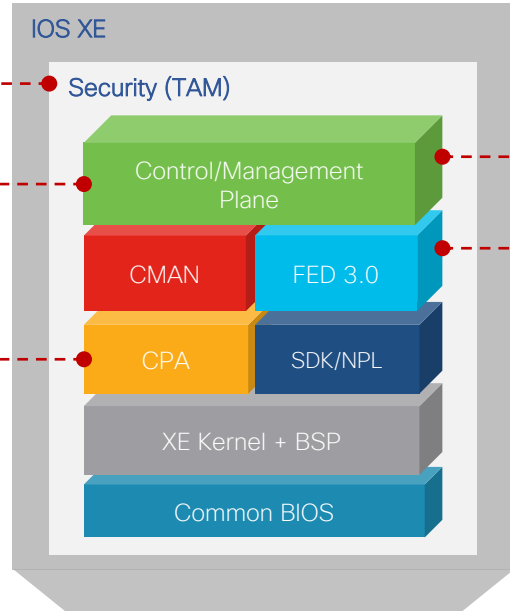 IOS XE
Security (TAM)
Control/Management
Plane
CMAN
FED 3.0
CPA
SDK/NPL
XE Kernel + BSP
Common BIOS